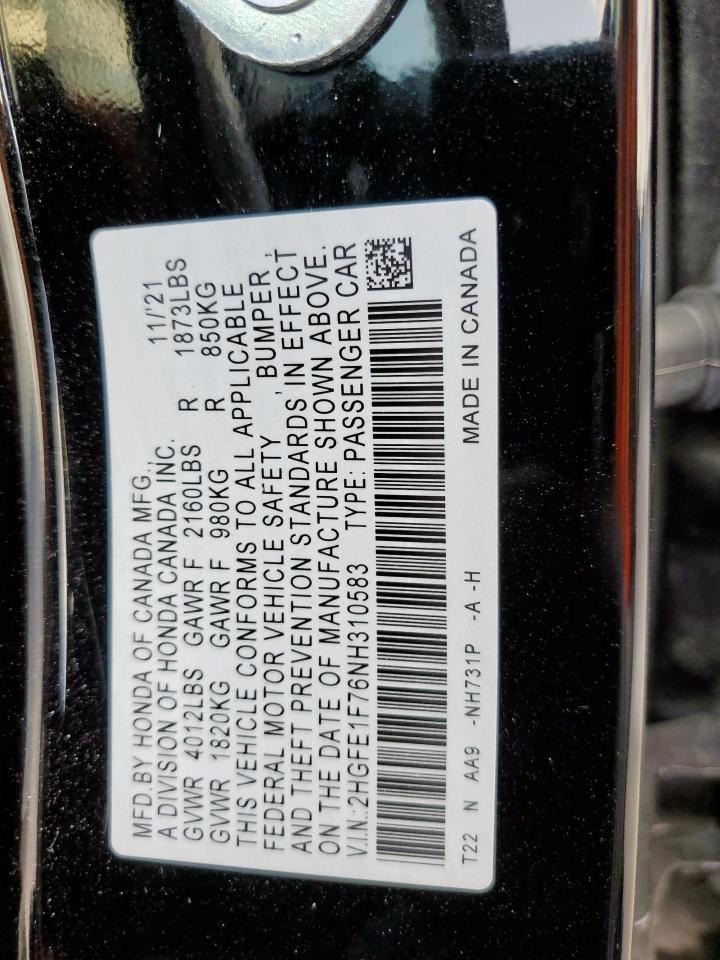 MFD.BY HONDA OF CANADA MFG.,
A DIVISION OF HONDA CANADA INC. 11/'21
GVWR 4012LBS GAWR F 2160LBS R 1873LBS
GVWR 1820KG GAWR F 980KG R 850KG
THIS VEHICLE CONFORMS TO ALL APPLICABLE
FEDERAL MOTOR VEHICLE SAFETY , BUMPER ,
AND THEFT PREVENTION STANDARDS IN EFFECT
ON THE DATE OF MANUFACTURE SHOWN ABOVE.
V.I.N.:2HGFE1F76NH310583 TYPE: PASSENGER CAR
T22 N AA9 -NH731P -A -H MADE IN CANADA